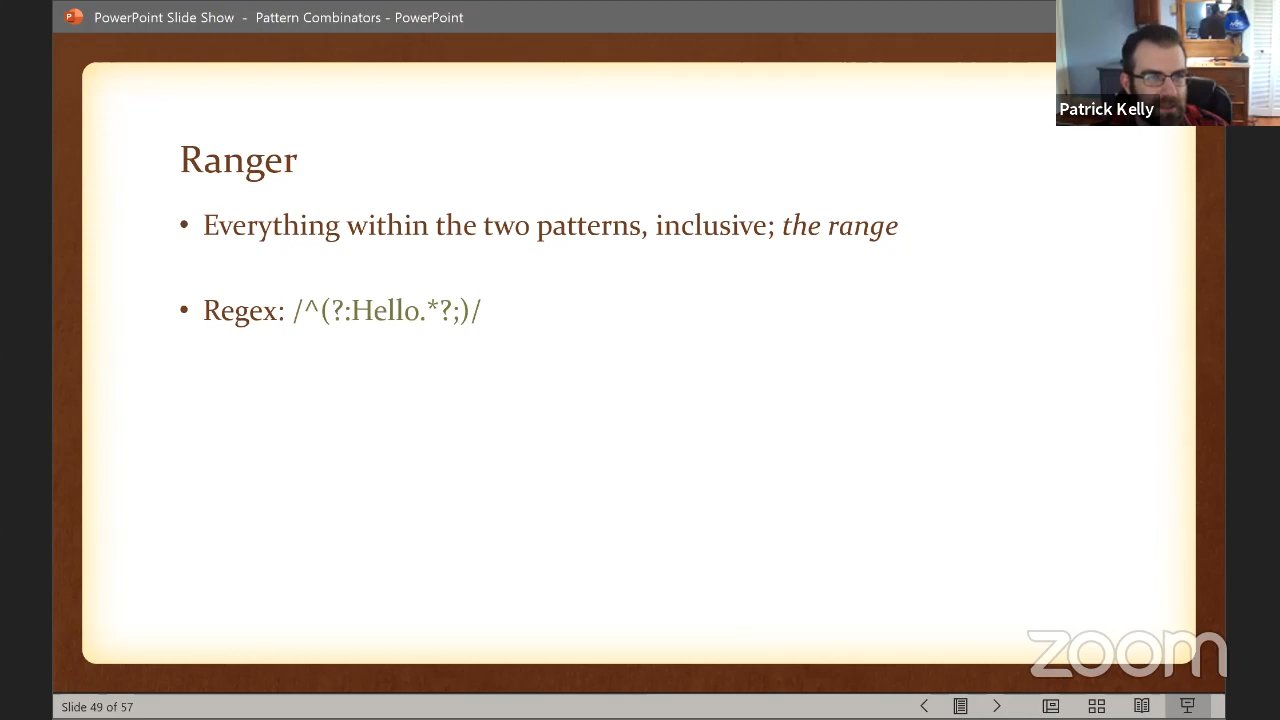 PowerPoint Slide Show - Pattern Combinators - PowerPoint
Patrick Kelly
Ranger
• Everything within the two patterns, inclusive; the range
• Regex: /^(?:Hello.*?;)/
zoom
Slide 49 of 57